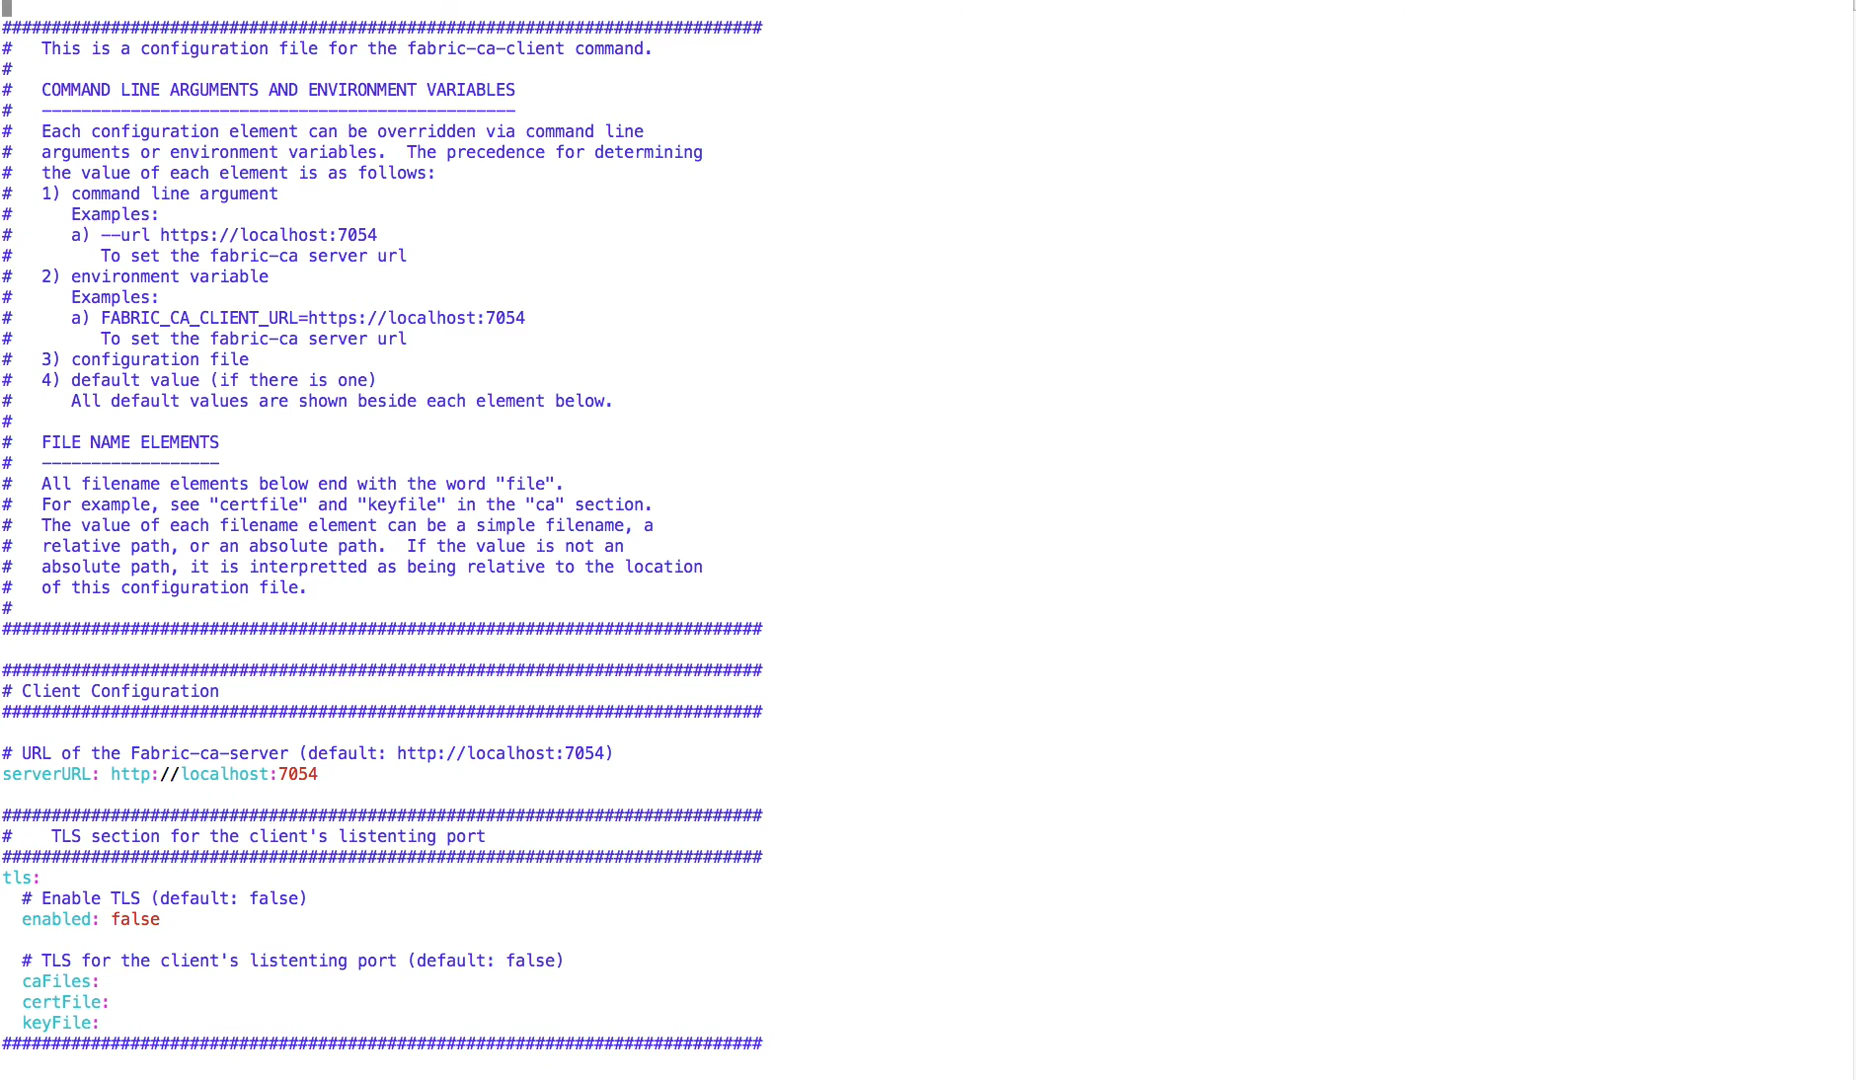 #############################################################################
#   This is a configuration file for the fabric-ca-client command.
#
#   COMMAND LINE ARGUMENTS AND ENVIRONMENT VARIABLES
#   ------------------------------------------------
#   Each configuration element can be overridden via command line
#   arguments or environment variables.  The precedence for determining
#   the value of each element is as follows:
#   1) command line argument
#      Examples:
#      a) --url https://localhost:7054
#         To set the fabric-ca server url
#   2) environment variable
#      Examples:
#      a) FABRIC_CA_CLIENT_URL=https://localhost:7054
#         To set the fabric-ca server url
#   3) configuration file
#   4) default value (if there is one)
#      All default values are shown beside each element below.
#
#   FILE NAME ELEMENTS
#   ------------------
#   All filename elements below end with the word "file".
#   For example, see "certfile" and "keyfile" in the "ca" section.
#   The value of each filename element can be a simple filename, a
#   relative path, or an absolute path.  If the value is not an
#   absolute path, it is interpretted as being relative to the location
#   of this configuration file.
#
#############################################################################

#############################################################################
# Client Configuration
#############################################################################

# URL of the Fabric-ca-server (default: http://localhost:7054)
serverURL: http://localhost:7054

#############################################################################
#    TLS section for the client's listenting port
#############################################################################
tls:
  # Enable TLS (default: false)
  enabled: false

  # TLS for the client's listenting port (default: false)
  caFiles:
  certFile:
  keyFile:
#############################################################################